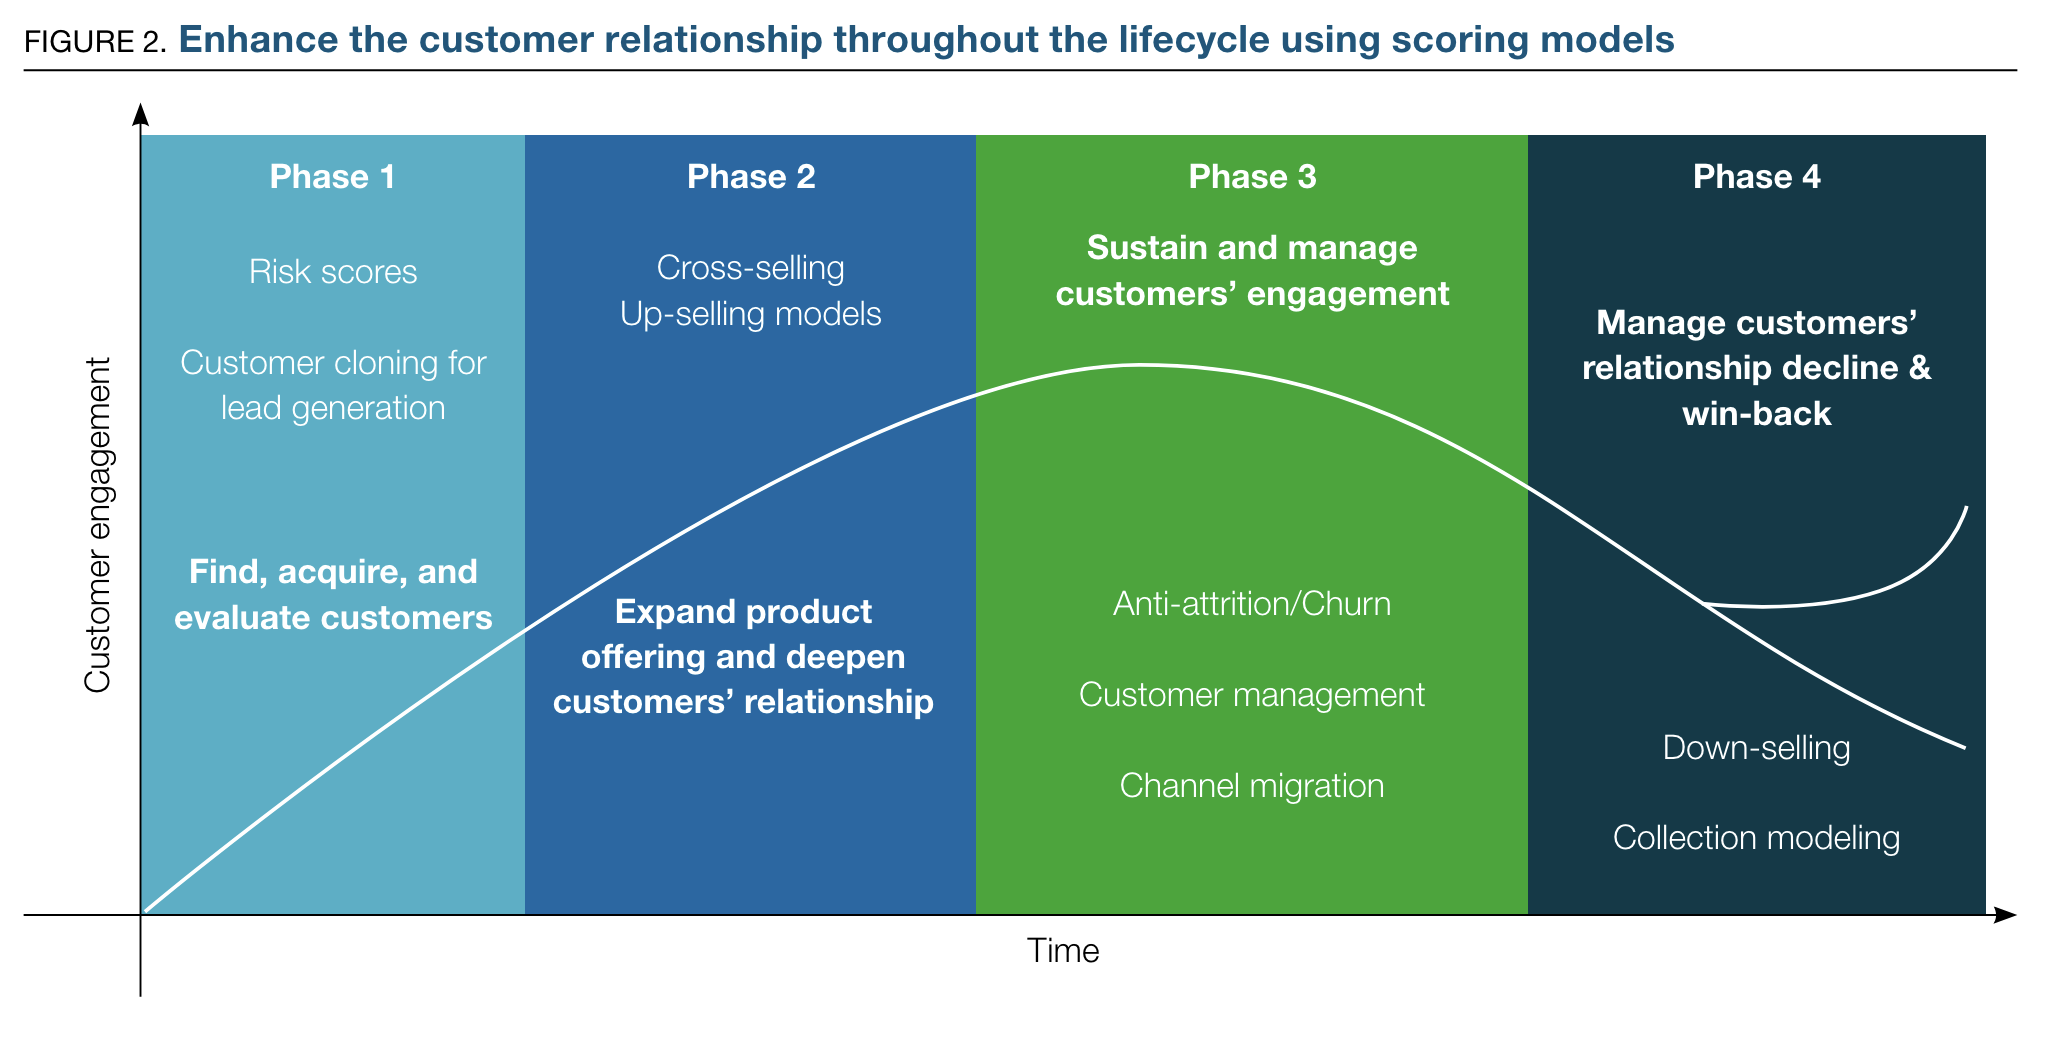 FIGURE 2. Enhance the customer relationship throughout the lifecycle using scoring models
Customer engagement
Phase 1
Risk scores
Customer cloning for
lead generation
Find, acquire, and
evaluate customers
Phase 2
Cross-selling
Up-selling models
Expand product
offering and deepen
customers’ relationship
Phase 3
Sustain and manage
customers’ engagement
Anti-attrition/Churn
Customer management
Channel migration
Phase 4
Manage customers’
relationship decline &
win-back
Down-selling
Collection modeling
Time